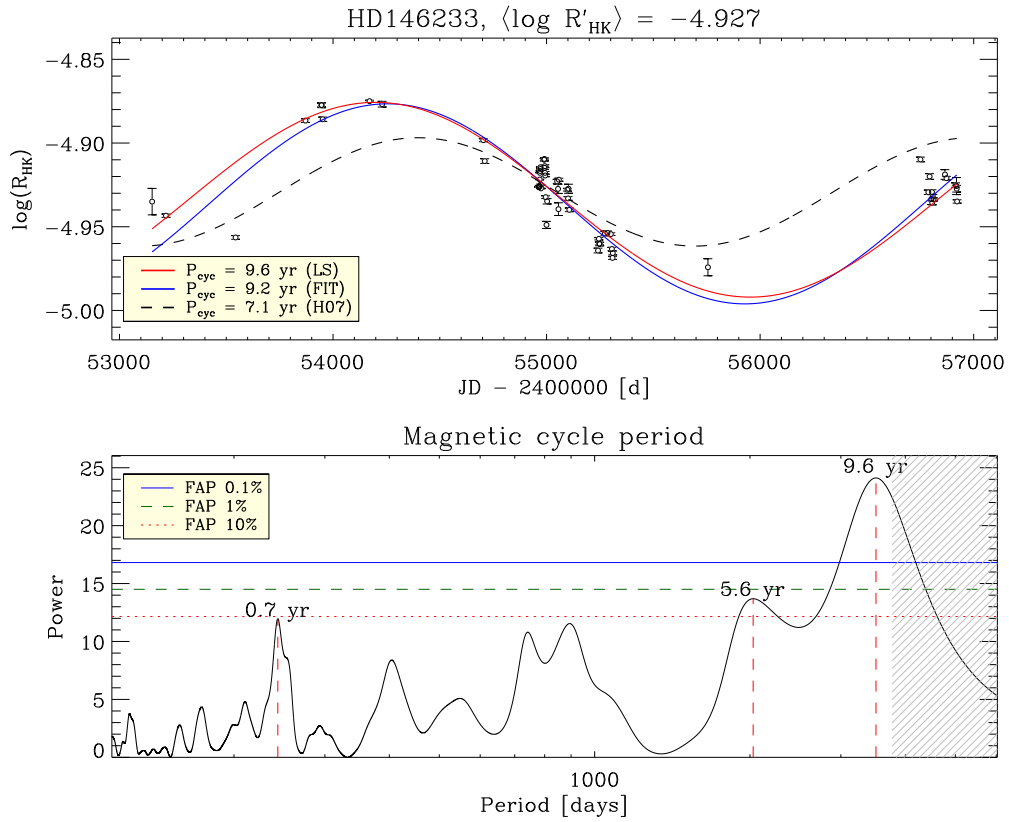 HD146233, ⟨log R′HK⟩ = −4.927
−4.85
−4.90
−4.95
−5.00
log(RHK)
Pcyc = 9.6 yr (LS)
Pcyc = 9.2 yr (FIT)
Pcyc = 7.1 yr (H07)
53000 54000 55000 56000 57000
JD − 2400000 [d]
Magnetic cycle period
25
20
15
10
5
0
Power
FAP 0.1%
FAP 1%
FAP 10%
9.6 yr
5.6 yr
0.7 yr
1000
Period [days]